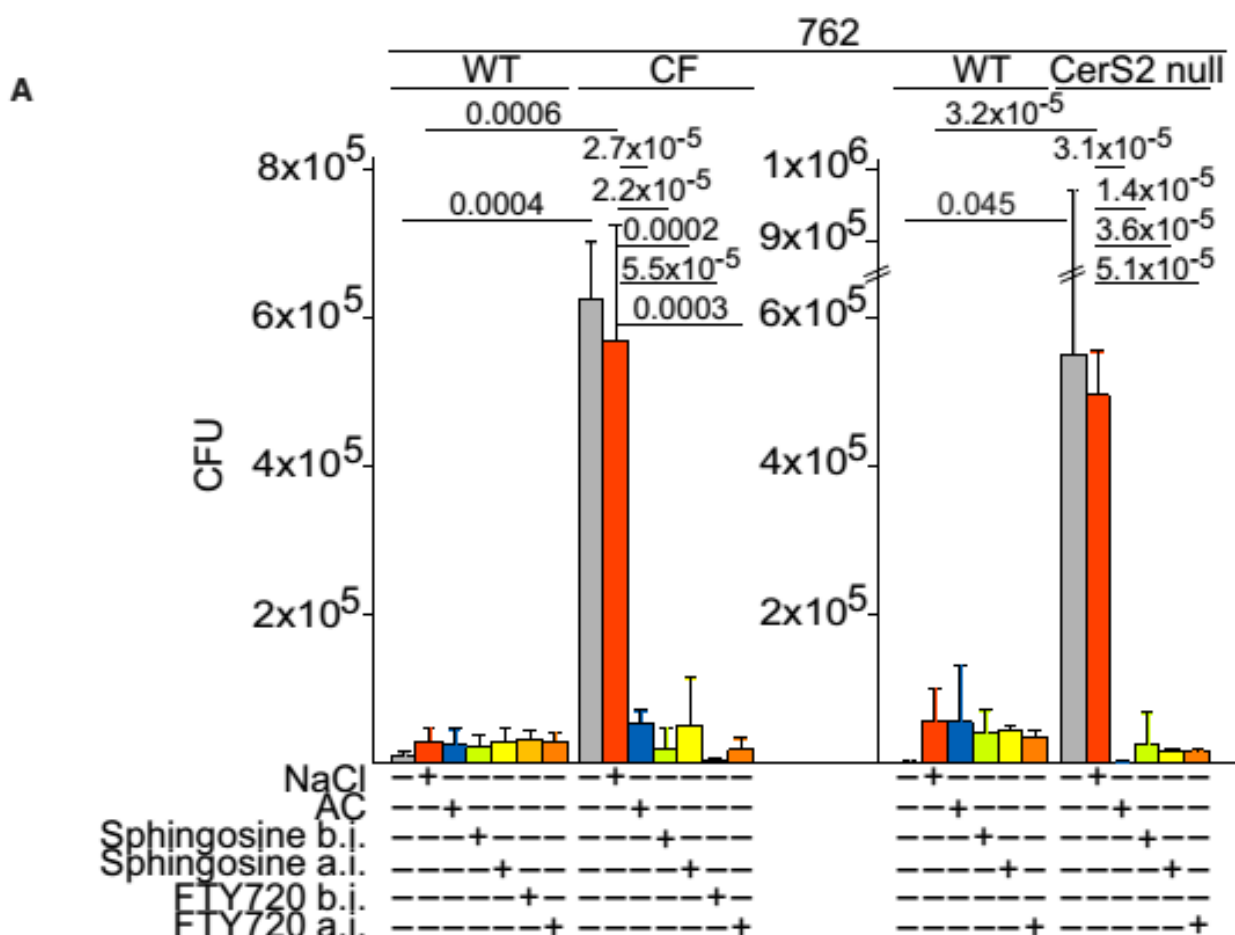 762
A
WT CF WT CerS2 null
0.0006 3.2x10-5
2.7x10-5 3.1x10-5
8x105 1x106
2.2x10-5 1.4x10-5
0.0004 0.045
0.0002 9x105 3.6x10-5
5.5x10-5 5.1x10-5
6x105 0.0003 6x105
CFU
4x105 4x105
2x105 2x105
NaCl –+––––– –+––––– –+–––– –+––––
AC ––+–––– ––+–––– ––+––– ––+–––
Sphingosine b.i. –––+––– –––+––– –––+–– –––+––
Sphingosine a.i. ––––+–– ––––+–– ––––+– ––––+–
FTY720 b.i. –––––+– –––––+– –––––– ––––––
FTY720 a.i. ––––––+ ––––––+ –––––+ –––––+